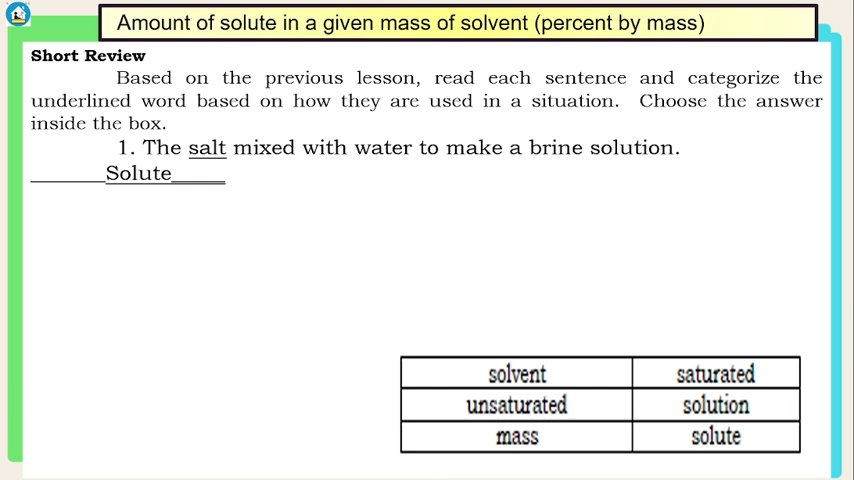 Amount of solute in a given mass of solvent (percent by mass)
Short Review
Based on the previous lesson, read each sentence and categorize the
underlined word based on how they are used in a situation. Choose the answer
inside the box.
1. The salt mixed with water to make a brine solution.
______Solute_____
solvent saturated
unsaturated solution
mass solute